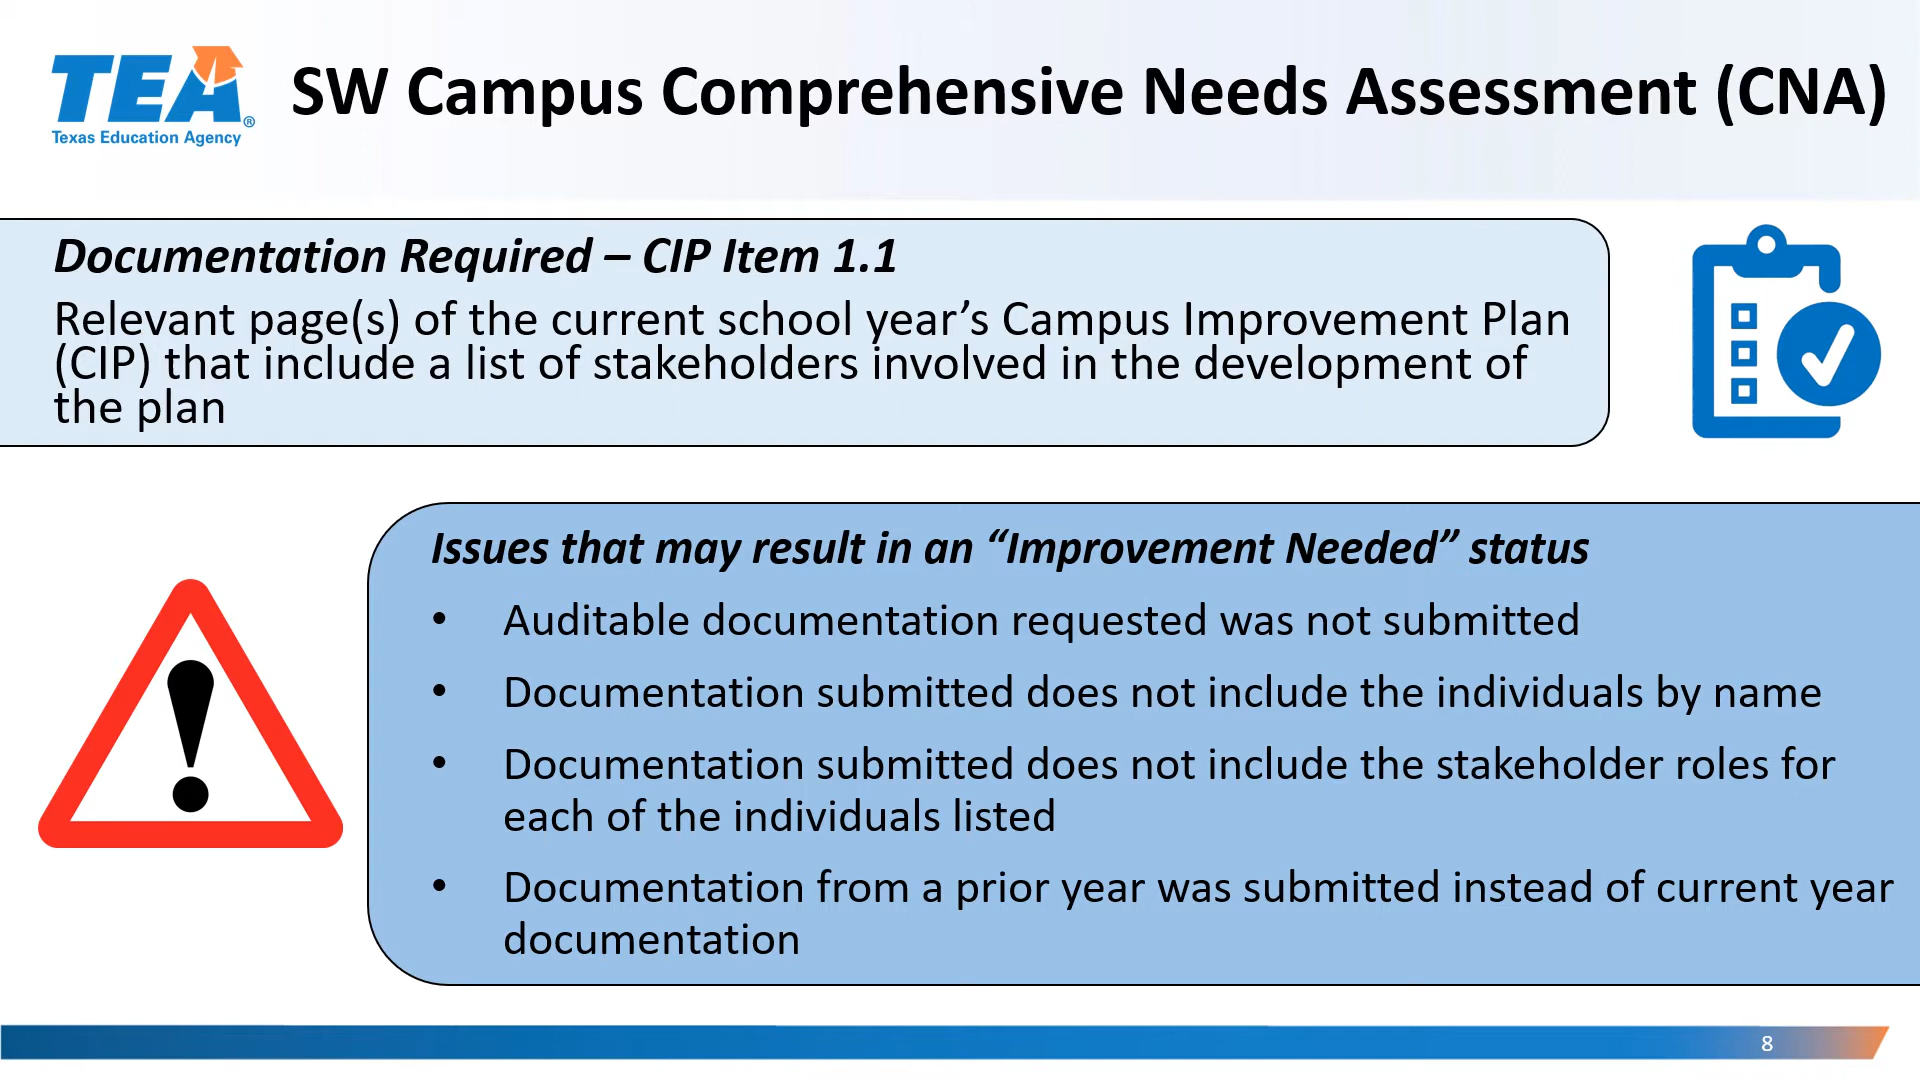 TEA®
Texas Education Agency
SW Campus Comprehensive Needs Assessment (CNA)
Documentation Required – CIP Item 1.1
Relevant page(s) of the current school year’s Campus Improvement Plan
(CIP) that include a list of stakeholders involved in the development of
the plan
Issues that may result in an “Improvement Needed” status
• Auditable documentation requested was not submitted
• Documentation submitted does not include the individuals by name
• Documentation submitted does not include the stakeholder roles for
each of the individuals listed
• Documentation from a prior year was submitted instead of current year
documentation
8